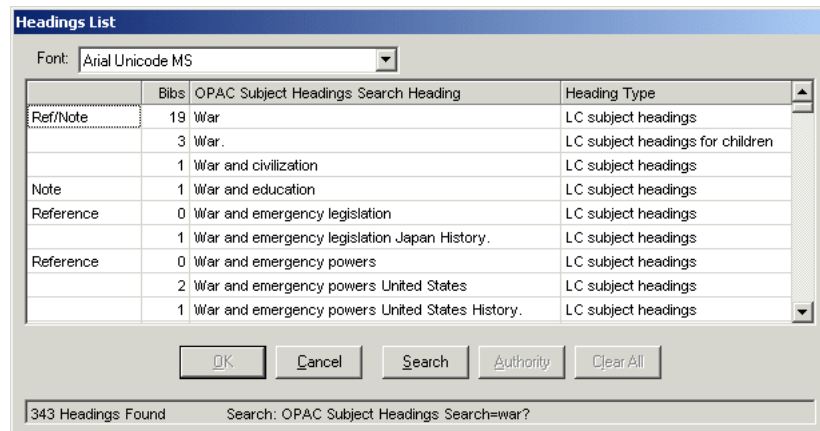 Headings List
Font: Arial Unicode MS
Bibs OPAC Subject Headings Search Heading Heading Type
Ref/Note 19 War LC subject headings
3 War. LC subject headings for children
1 War and civilization LC subject headings
Note 1 War and education LC subject headings
Reference 0 War and emergency legislation LC subject headings
1 War and emergency legislation Japan History. LC subject headings
Reference 0 War and emergency powers LC subject headings
2 War and emergency powers United States LC subject headings
1 War and emergency powers United States History. LC subject headings
OK Cancel Search Authority Clear All
343 Headings Found Search: OPAC Subject Headings Search=war?